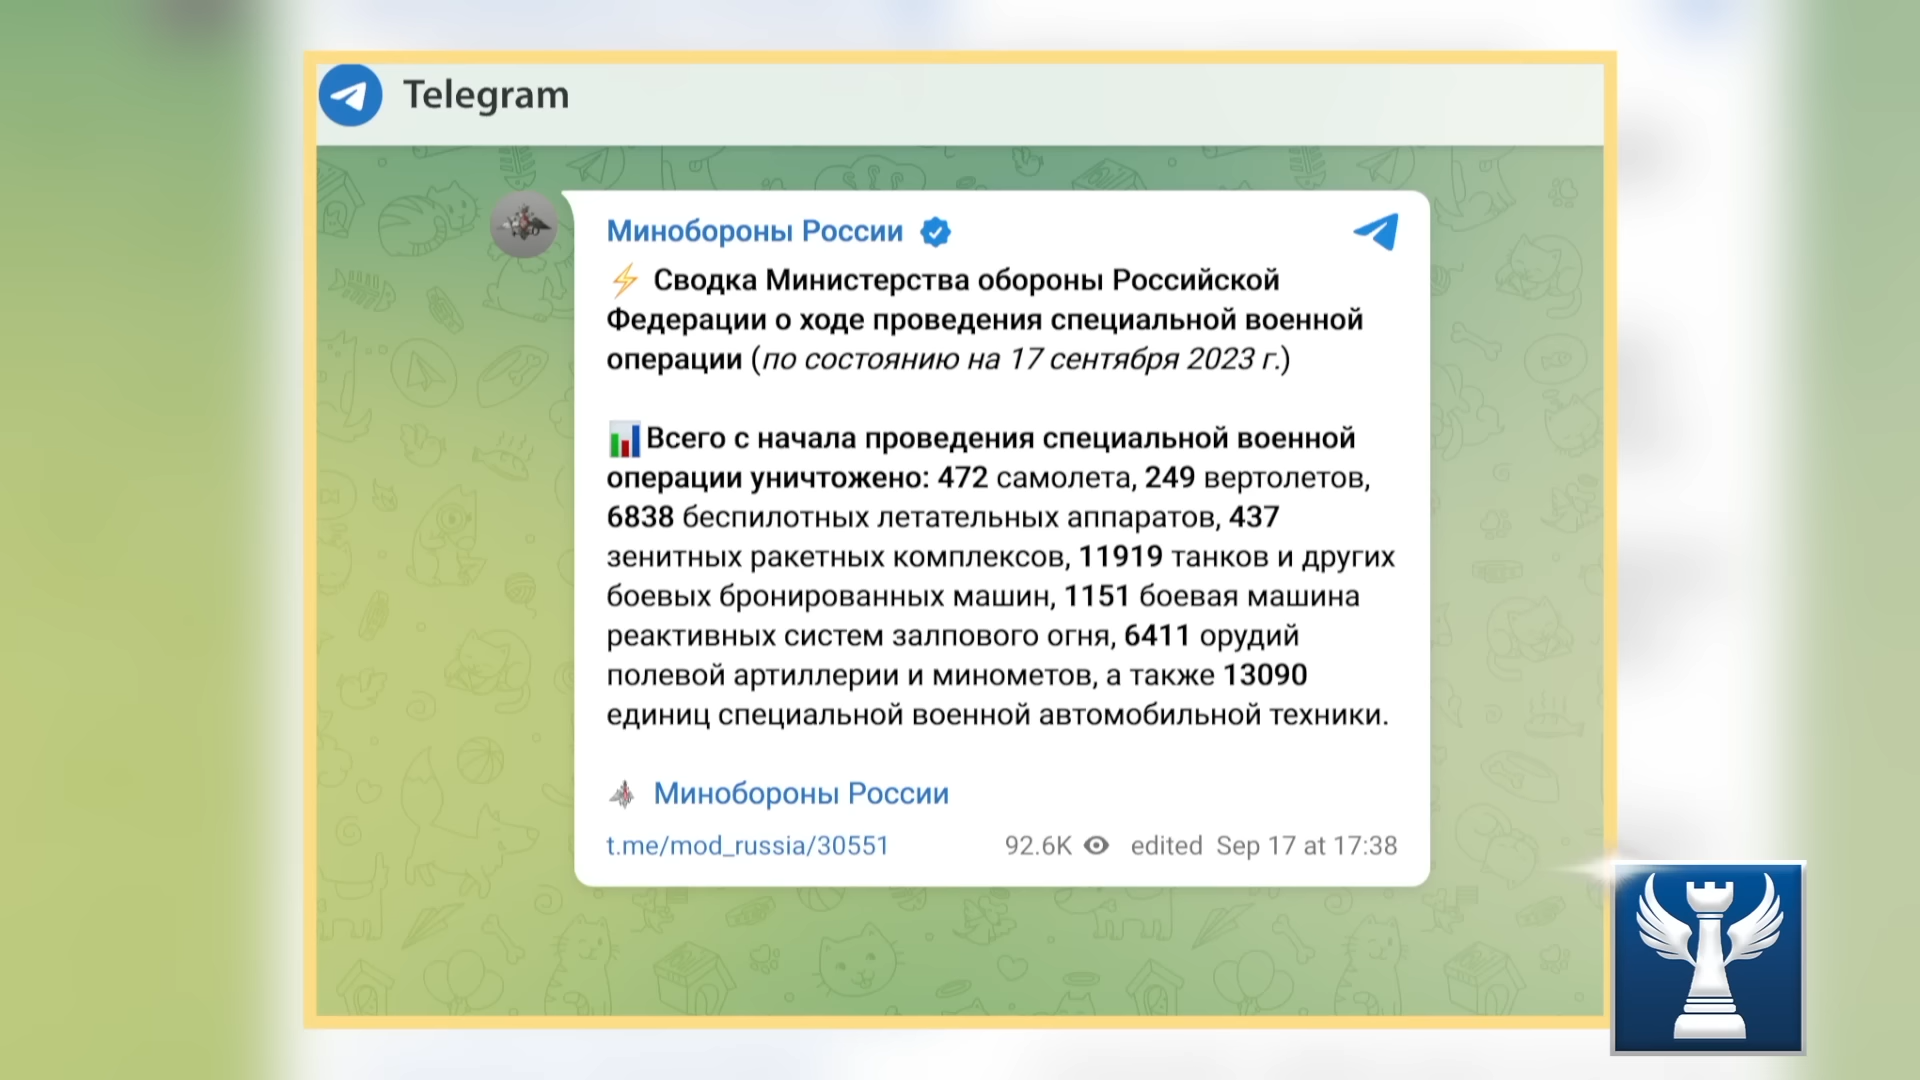 Telegram
Минобороны России
⚡ Сводка Министерства обороны Российской
Федерации о ходе проведения специальной военной
операции (по состоянию на 17 сентября 2023 г.)
📊 Всего с начала проведения специальной военной
операции уничтожено: 472 самолета, 249 вертолетов,
6838 беспилотных летательных аппаратов, 437
зенитных ракетных комплексов, 11919 танков и других
боевых бронированных машин, 1151 боевая машина
реактивных систем залпового огня, 6411 орудий
полевой артиллерии и минометов, а также 13090
единиц специальной военной автомобильной техники.
Минобороны России
t.me/mod_russia/30551 92.6K edited Sep 17 at 17:38